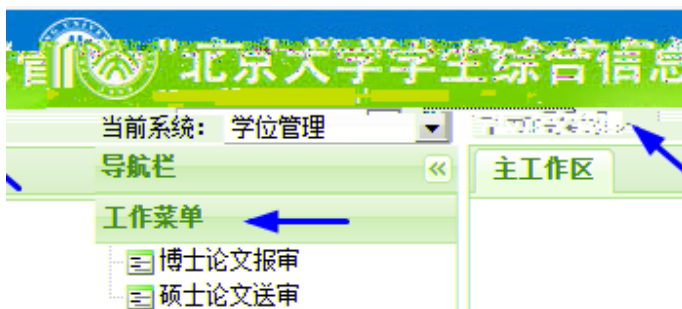 北京大学学生综合信息
当前系统： 学位管理
导航栏
主工作区
工作菜单
博士论文报审
硕士论文送审